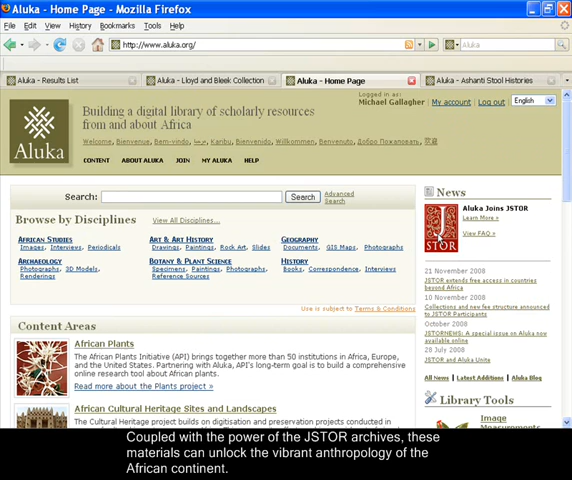 Aluka - Home Page - Mozilla Firefox
File Edit View History Bookmarks Tools Help
http://www.aluka.org/
Aluka
Aluka - Results List
Aluka - Lloyd and Bleek Collection
Aluka - Home Page
Aluka - Ashanti Stool Histories
Logged in as:
Michael Gallagher | My account | Log out
English
Aluka
Building a digital library of scholarly resources
from and about Africa
CONTENT ABOUT ALUKA JOIN MY ALUKA HELP
Search:
Search
Advanced
Search
Browse by Disciplines
View All Disciplines...
AFRICAN STUDIES
Images, Interviews, Periodicals
ART & ART HISTORY
Drawings, Paintings, Rock Art, Slides
GEOGRAPHY
Documents, GIS Maps, Photographs
ARCHAEOLOGY
Photographs, 3D Models,
Renderings
BOTANY & PLANT SCIENCE
Specimens, Paintings, Photographs,
Reference Sources
HISTORY
Books, Correspondence, Interviews
Use is subject to Terms & Conditions
Content Areas
African Plants
The African Plants Initiative (API) brings together more than 50 institutions in Africa, Europe,
and the United States. Partnering with Aluka, API's long-term goal is to build a comprehensive
online research tool about African plants.
Read more about the Plants project »
African Cultural Heritage Sites and Landscapes
The Cultural Heritage project builds on digitisation and preservation projects conducted in
News
J
STOR
Aluka Joins JSTOR
Learn More »
View FAQ »
21 November 2008
JSTOR extends free access in countries
beyond Africa
10 November 2008
Collections and new fee structure announced
to JSTOR Participants
October 2008
JSTORNEWS: A special issue on Aluka now
available online
28 July 2008
JSTOR and Aluka Unite
All News | Latest Additions | Aluka Blog
Library Tools
Image
Measurements
Coupled with the power of the JSTOR archives, these
materials can unlock the vibrant anthropology of the
African continent.